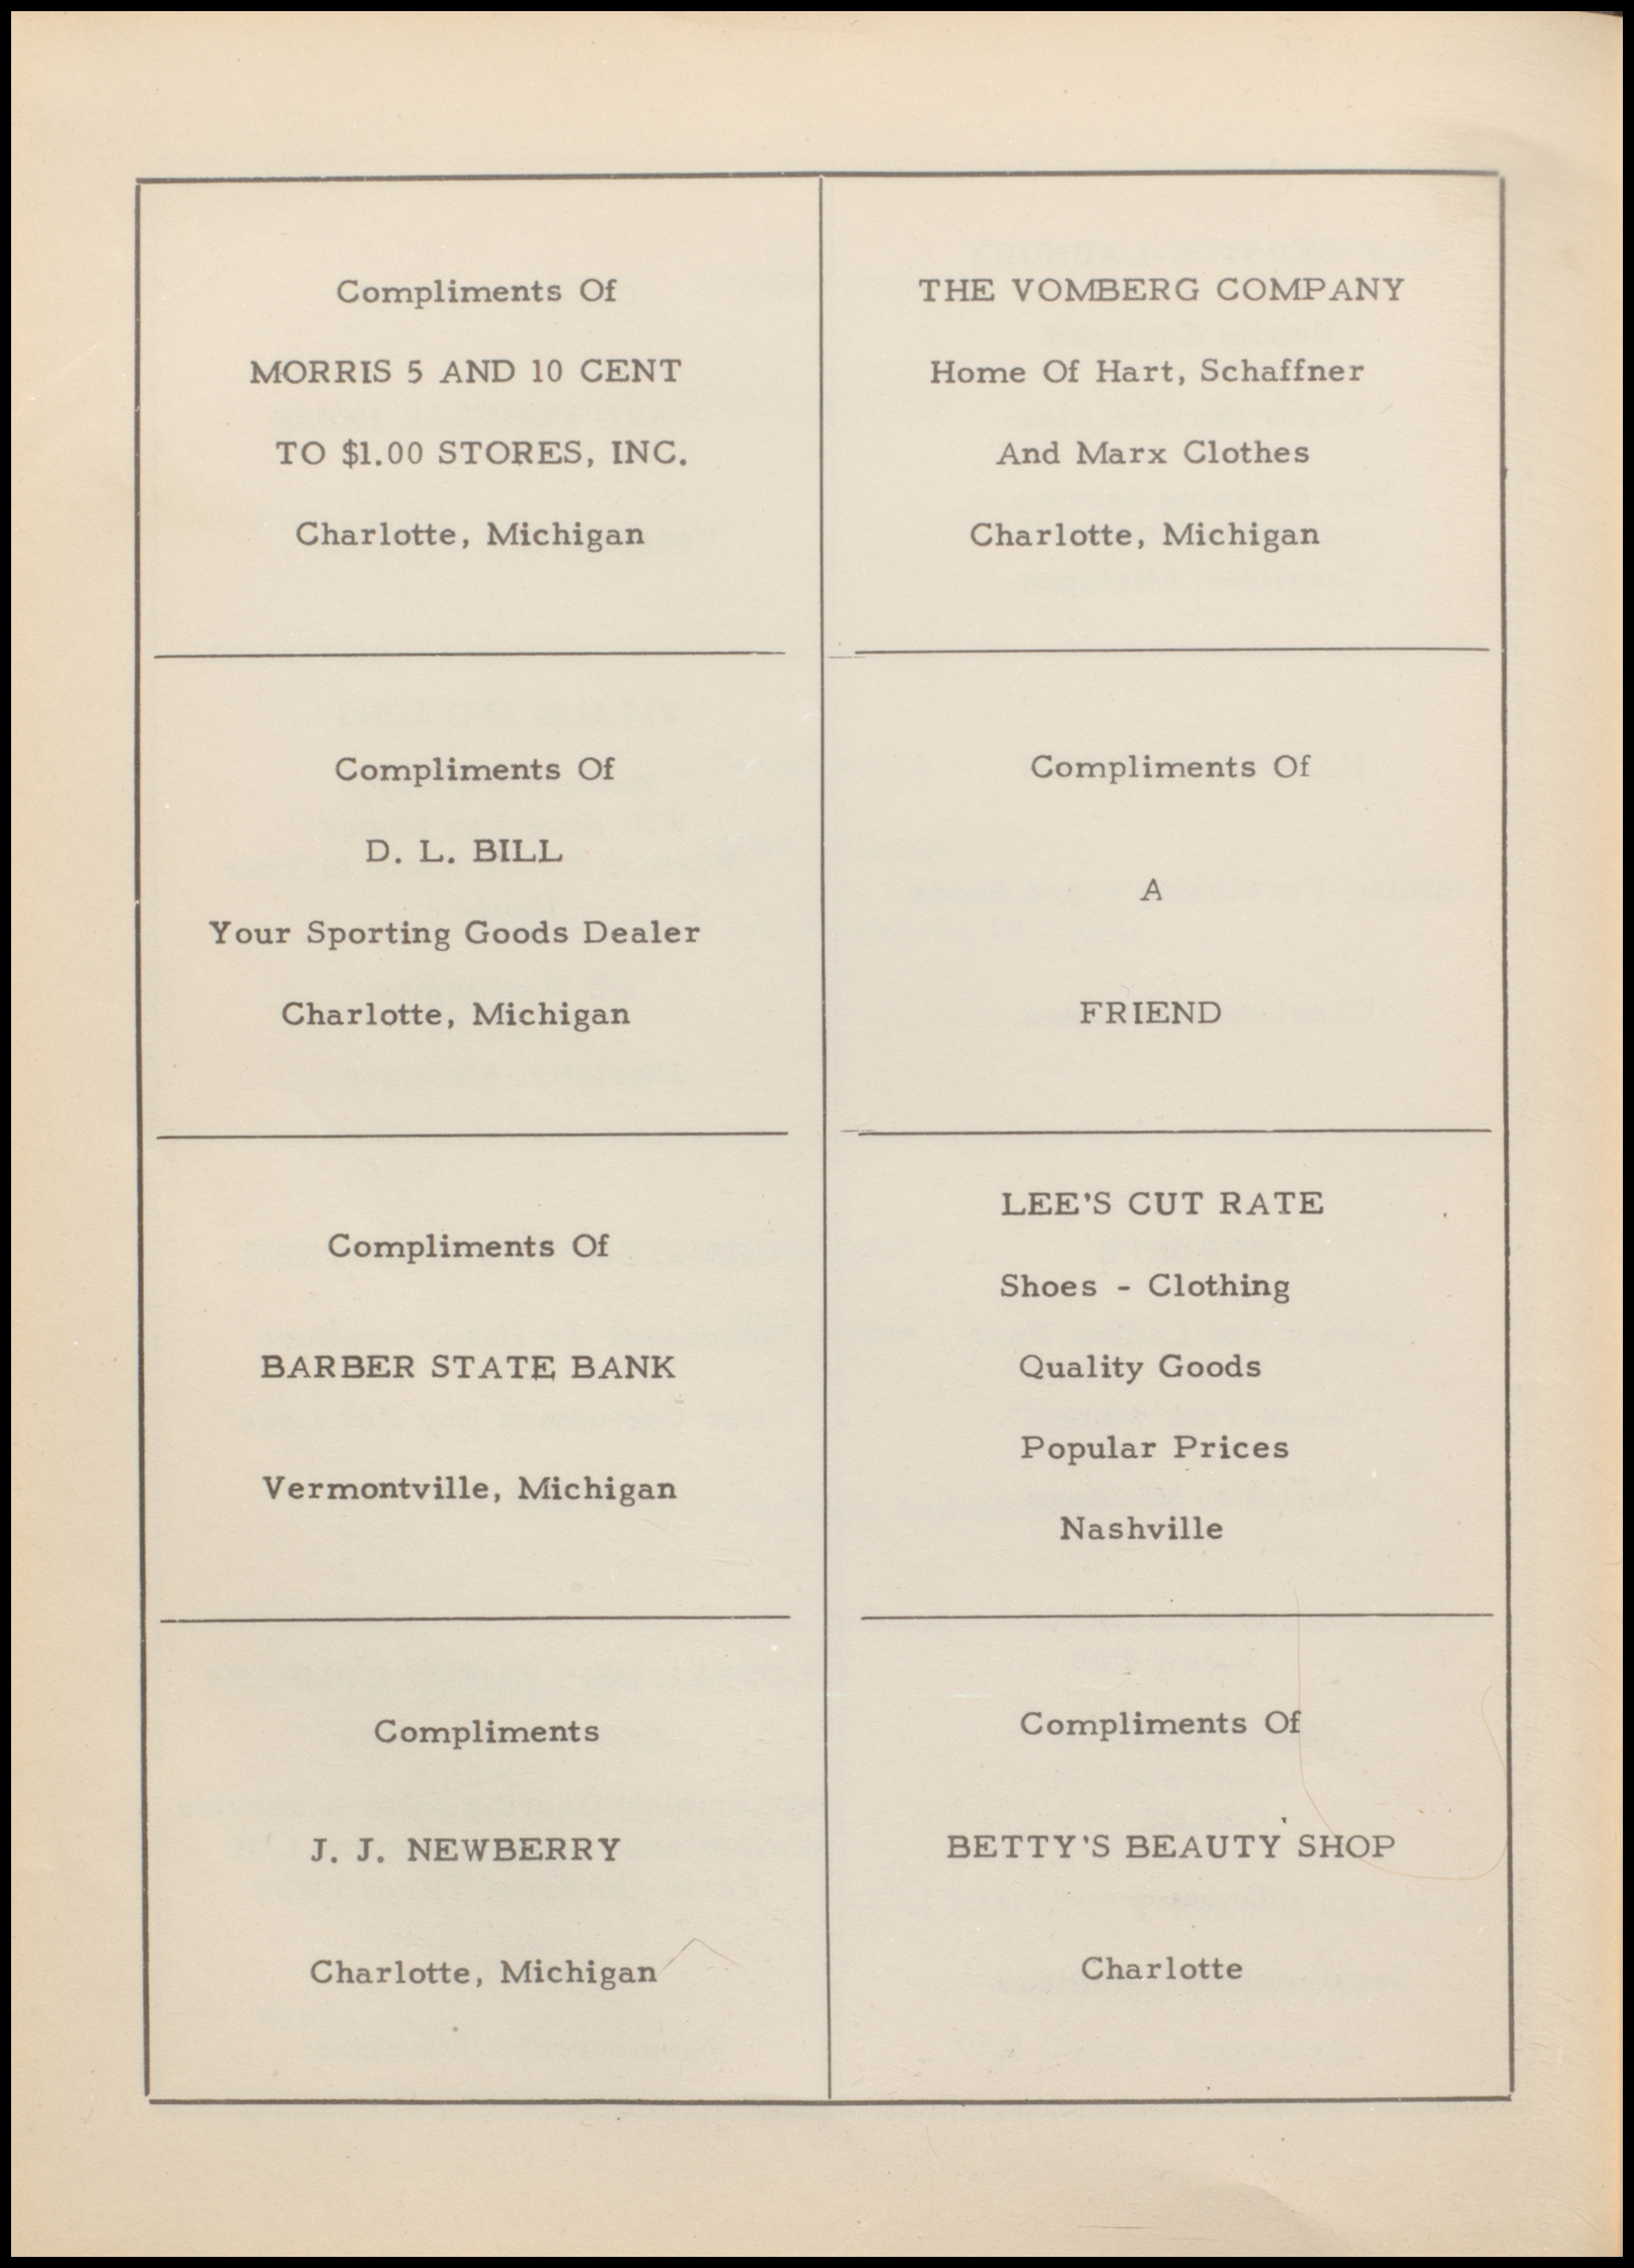 Compliments Of
MORRIS 5 AND 10 CENT
TO $1.00 STORES, INC.
Charlotte, Michigan
THE VOMBERG COMPANY
Home Of Hart, Schaffner
And Marx Clothes
Charlotte, Michigan
Compliments Of
D. L. BILL
Your Sporting Goods Dealer
Charlotte, Michigan
Compliments Of
A
FRIEND
Compliments Of
BARBER STATE BANK
Vermontville, Michigan
LEE'S CUT RATE
Shoes - Clothing
Quality Goods
Popular Prices
Nashville
Compliments
J. J. NEWBERRY
Charlotte, Michigan
Compliments Of
BETTY'S BEAUTY SHOP
Charlotte